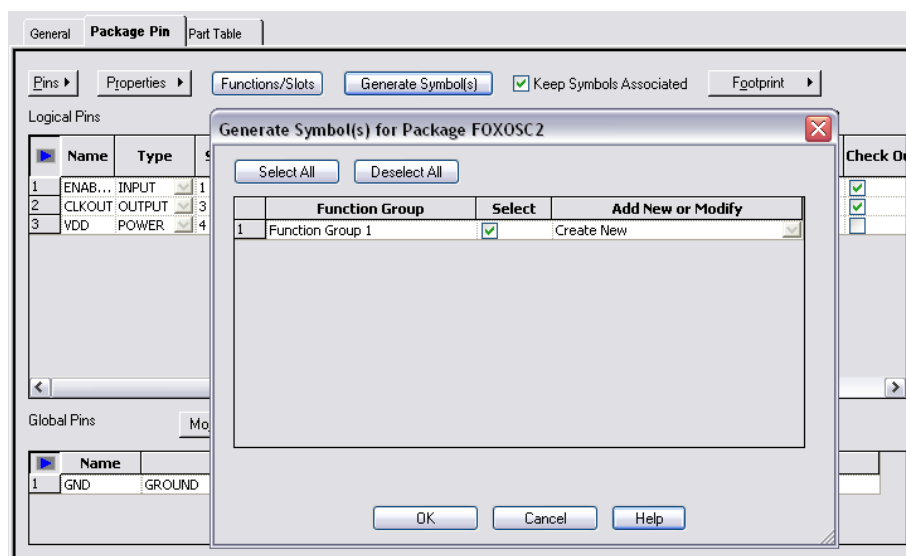 General Package Pin Part Table
Pins Properties Functions/Slots Generate Symbol(s) Keep Symbols Associated Footprint
Logical Pins
Generate Symbol(s) for Package FOXOSC2
Name Type S Check Ou
Select All Deselect All
1 ENAB... INPUT 1
2 CLKOUT OUTPUT 3
3 VDD POWER 4
Function Group Select Add New or Modify
1 Function Group 1 Create New
Global Pins Mo
Name
1 GND GROUND
OK Cancel Help